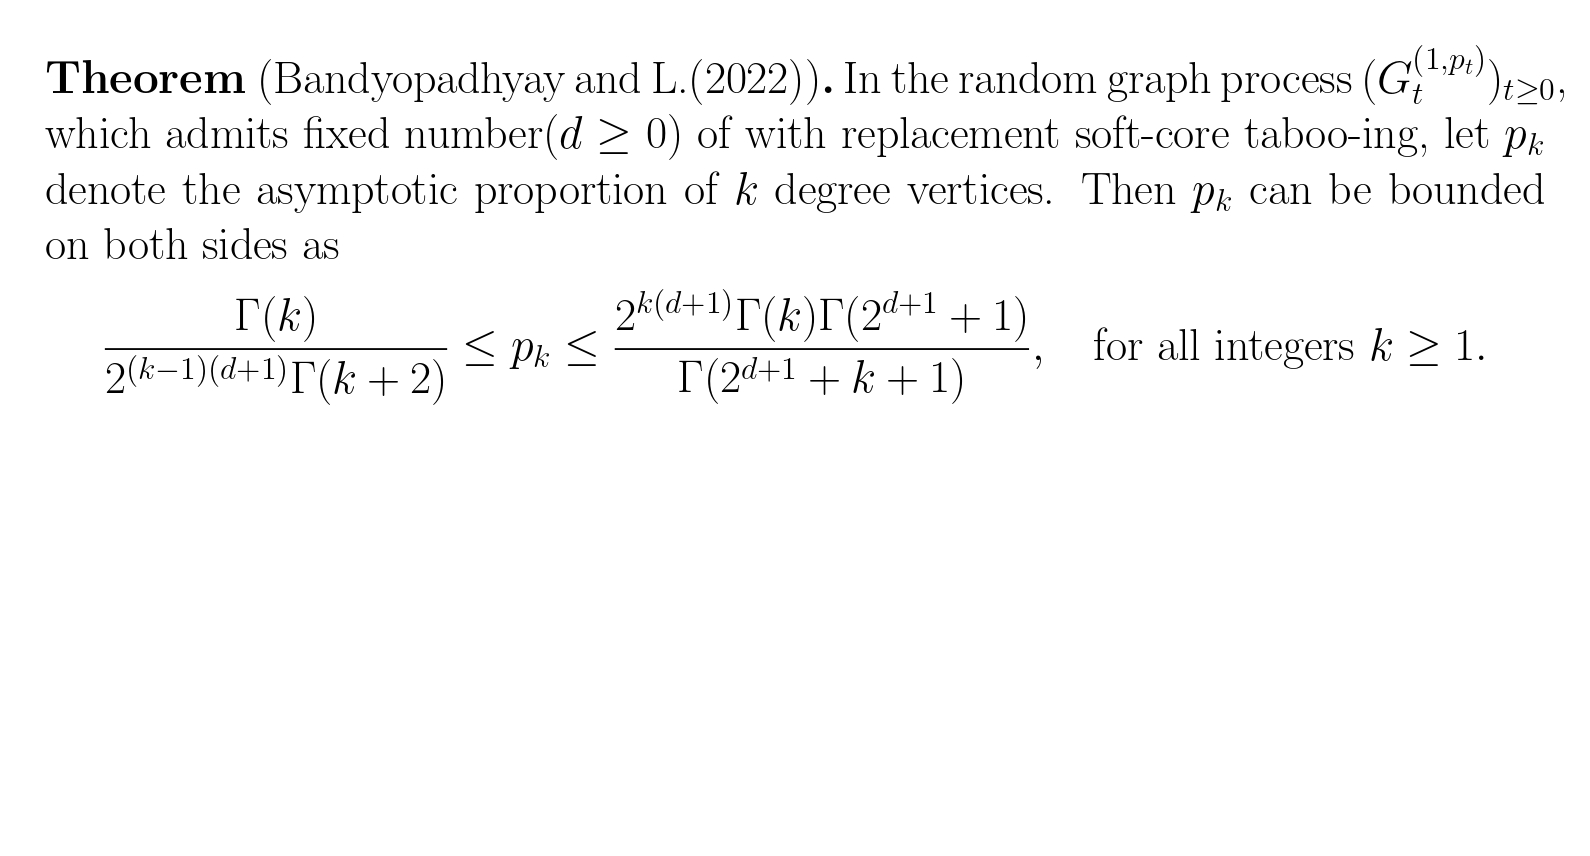 Theorem (Bandyopadhyay and L.(2022)). In the random graph process $(G_t^{(1,p_t)})_{t\geq 0}$,
which admits fixed number($d \geq 0$) of with replacement soft-core taboo-ing, let $p_k$
denote the asymptotic proportion of $k$ degree vertices. Then $p_k$ can be bounded
on both sides as
$\frac{\Gamma(k)}{2^{(k-1)(d+1)}\Gamma(k+2)} \leq p_k \leq \frac{2^{k(d+1)}\Gamma(k)\Gamma(2^{d+1}+1)}{\Gamma(2^{d+1}+k+1)}$, for all integers $k \geq 1$.